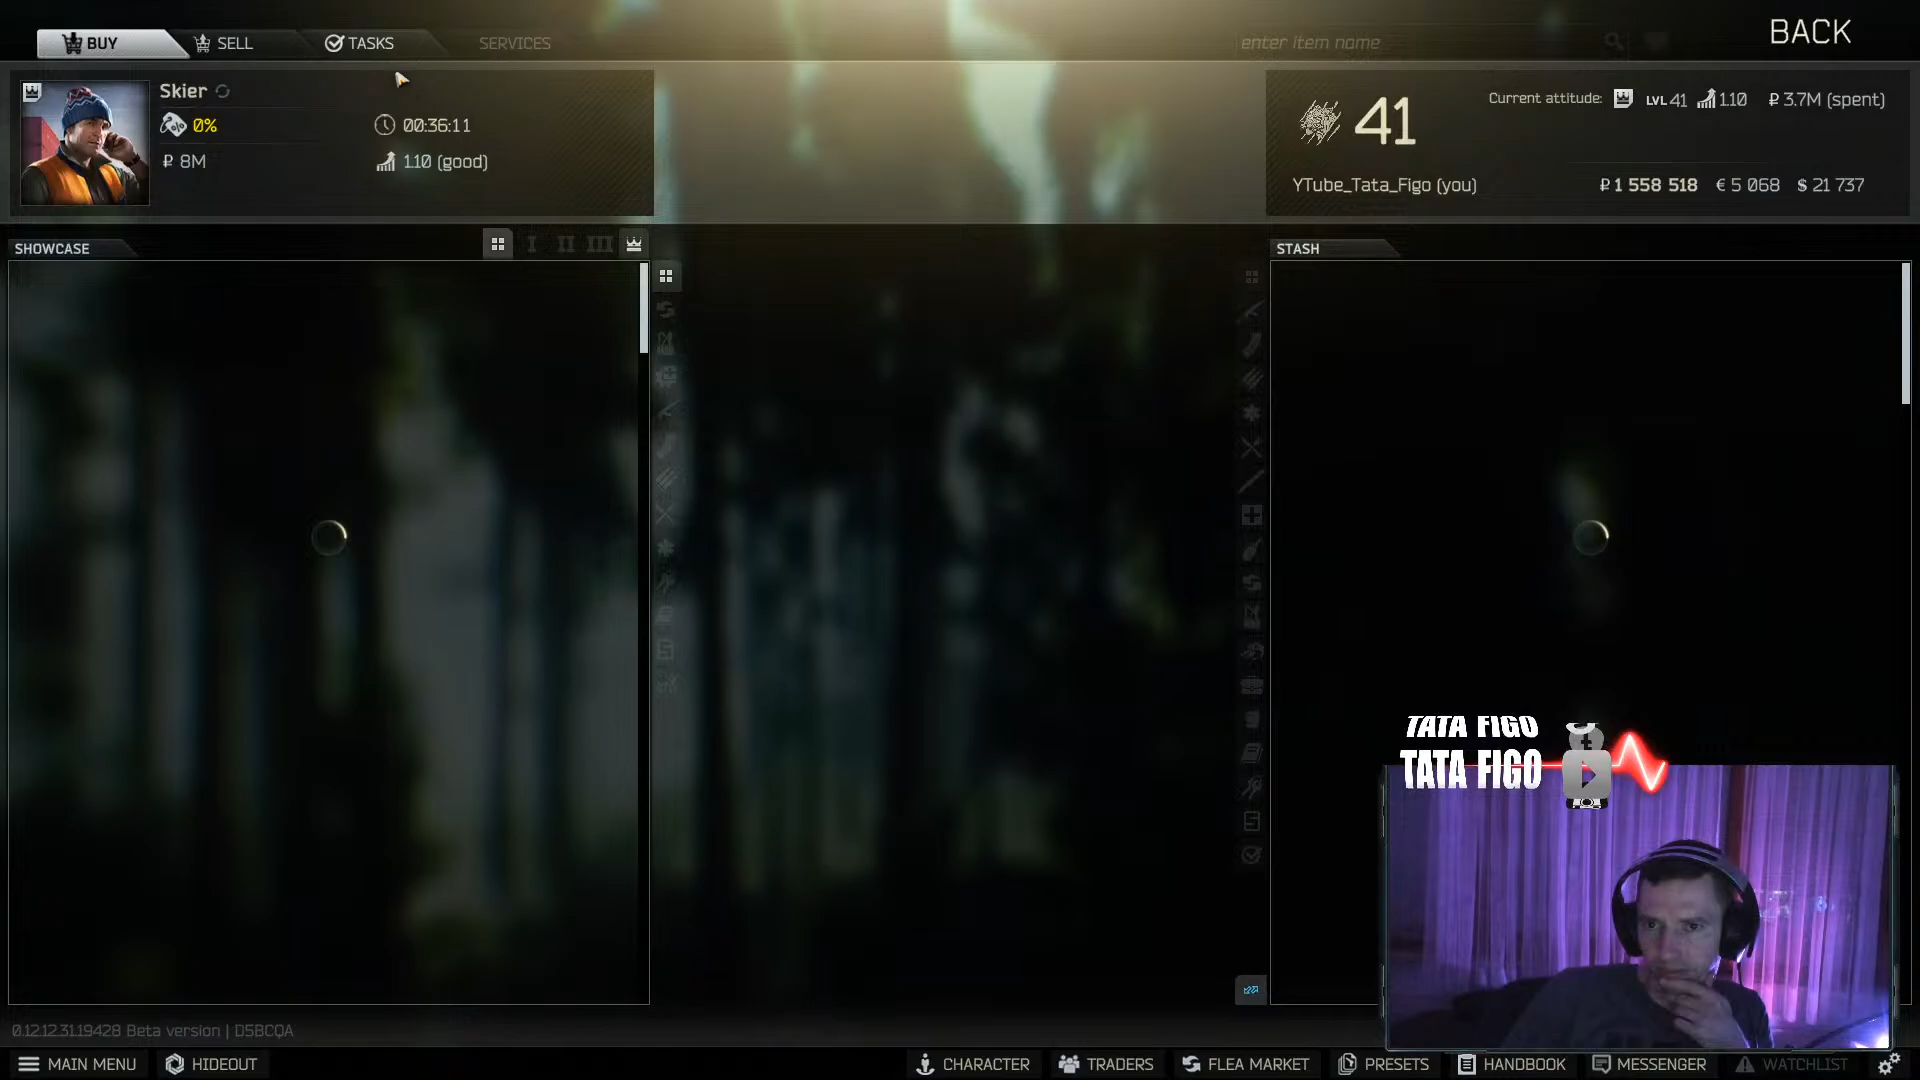 BUY
SELL
TASKS
SERVICES
enter item name
BACK
Skier
0%
00:36:11
₽ 8M
1.10 (good)
41
Current attitude: LVL 41 1.10 ₽ 3.7M (spent)
YTube_Tata_Figo (you)
₽ 1 558 518 € 5 068 $ 21 737
SHOWCASE
I II III
STASH
TATA FIGO
TATA FIGO
0.12.12.31.19428 Beta version | D5BCQA
MAIN MENU
HIDEOUT
CHARACTER
TRADERS
FLEA MARKET
PRESETS
HANDBOOK
MESSENGER
WATCHLIST